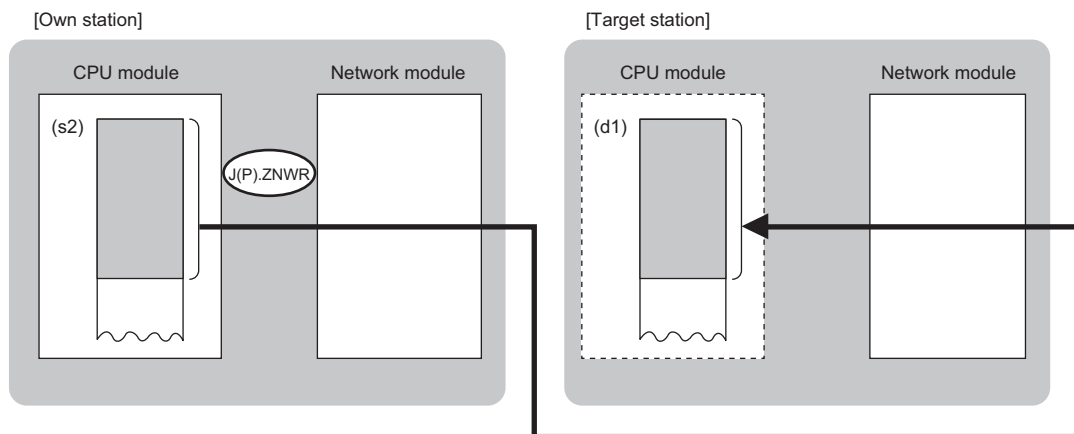 [Own station]
[Target station]
CPU module
Network module
CPU module
Network module
(s2)
J(P).ZNWR
(d1)